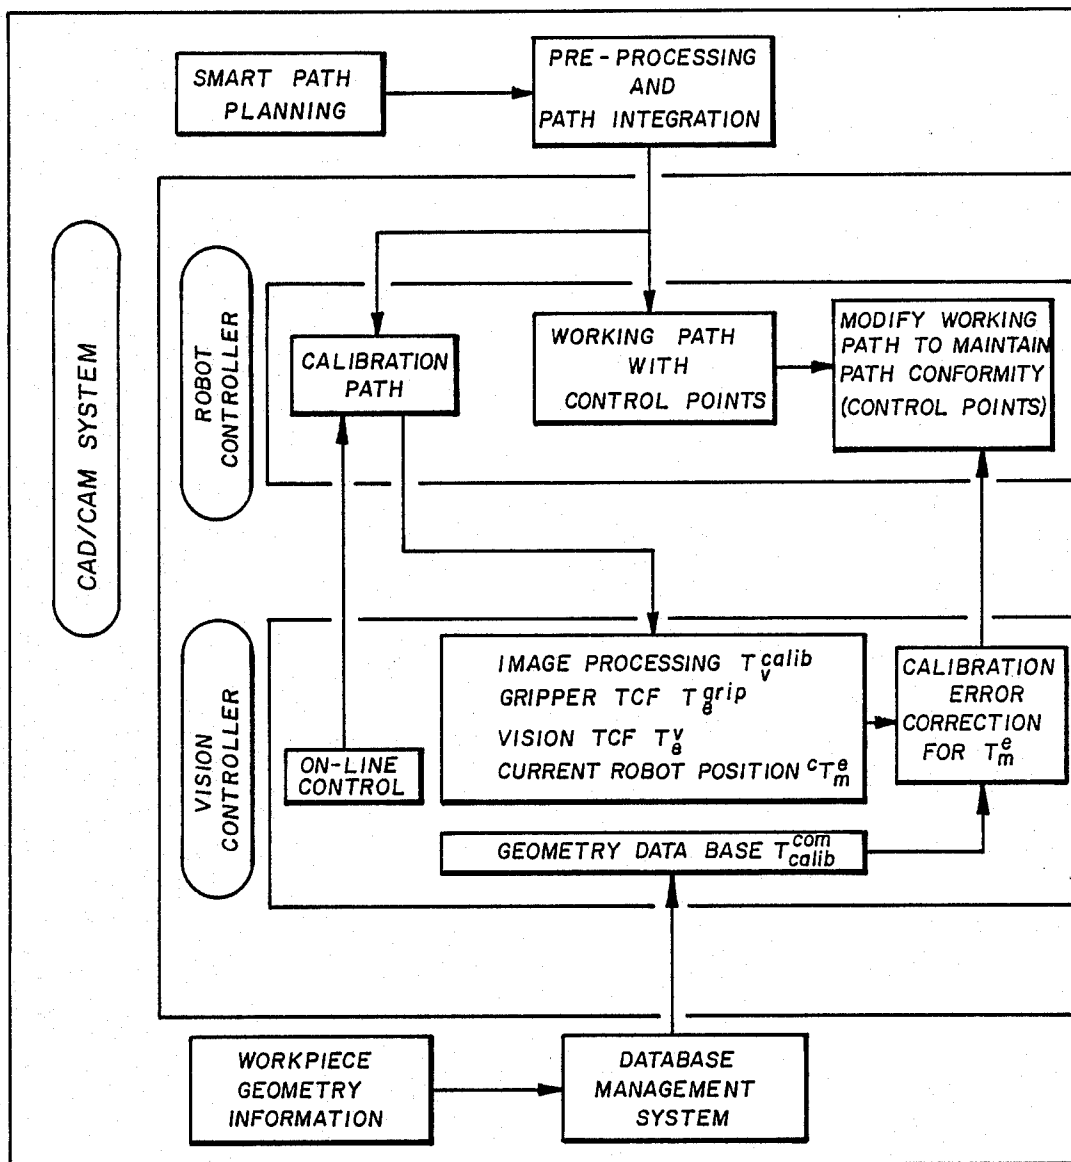 SMART PATH
PLANNING
PRE-PROCESSING
AND
PATH INTEGRATION
CAD/CAM SYSTEM
ROBOT
CONTROLLER
CALIBRATION
PATH
WORKING PATH
WITH
CONTROL POINTS
MODIFY WORKING
PATH TO MAINTAIN
PATH CONFORMITY
(CONTROL POINTS)
VISION
CONTROLLER
ON-LINE
CONTROL
IMAGE PROCESSING T_v^calib
GRIPPER TCF T_e^grip
VISION TCF T_e^v
CURRENT ROBOT POSITION ^cT_m^e
CALIBRATION
ERROR
CORRECTION
FOR T_m^e
GEOMETRY DATA BASE T_calib^com
WORKPIECE
GEOMETRY
INFORMATION
DATABASE
MANAGEMENT
SYSTEM